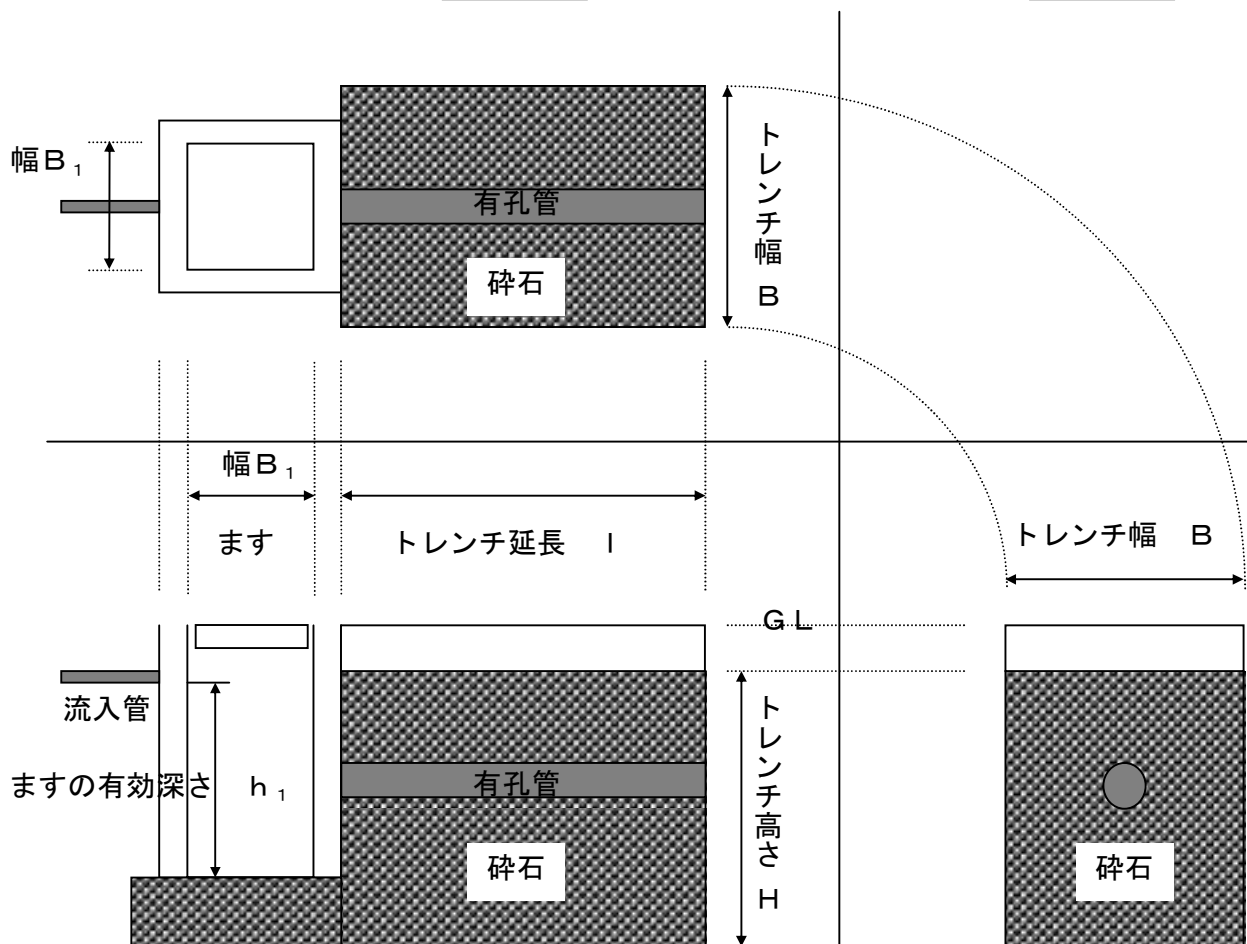 幅Ｂ₁
有孔管
砕石
トレンチ幅 Ｂ
幅Ｂ₁
ます
トレンチ延長 ｌ
トレンチ幅 Ｂ
ＧＬ
流入管
ますの有効深さ ｈ₁
有孔管
砕石
トレンチ高さ Ｈ
砕石